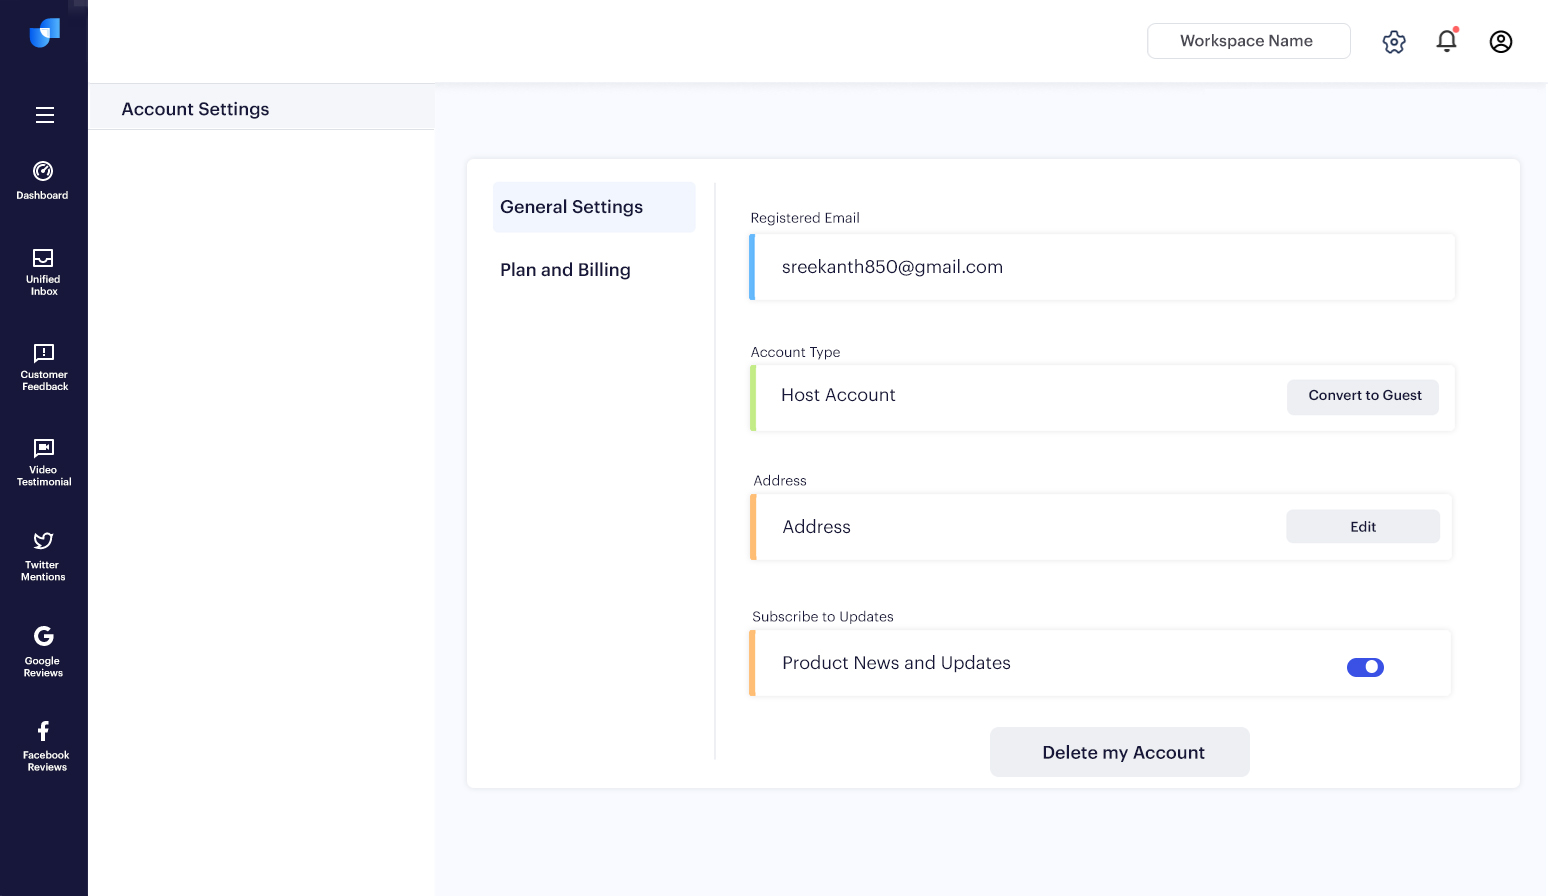 Workspace Name
Account Settings
Dashboard
Unified
Inbox
Customer
Feedback
Video
Testimonial
Twitter
Mentions
Google
Reviews
Facebook
Reviews
General Settings
Plan and Billing
Registered Email
sreekanth850@gmail.com
Account Type
Host Account
Convert to Guest
Address
Address
Edit
Subscribe to Updates
Product News and Updates
Delete my Account